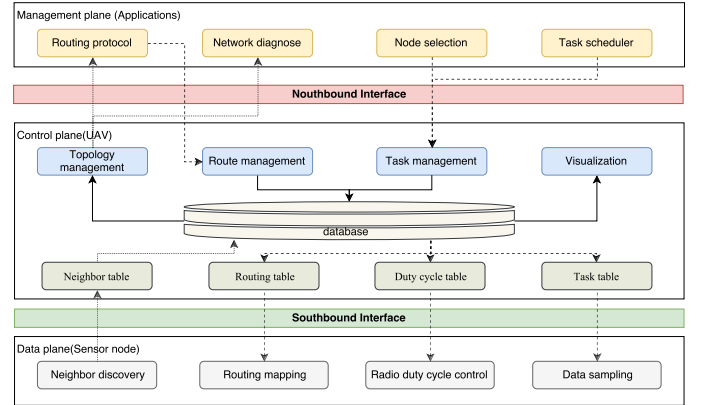 Management plane (Applications)
Routing protocol
Network diagnose
Node selection
Task scheduler
Nouthbound Interface
Control plane(UAV)
Topology
management
Route management
Task management
Visualization
database
Neighbor table
Routing table
Duty cycle table
Task table
Southbound Interface
Data plane(Sensor node)
Neighbor discovery
Routing mapping
Radio duty cycle control
Data sampling